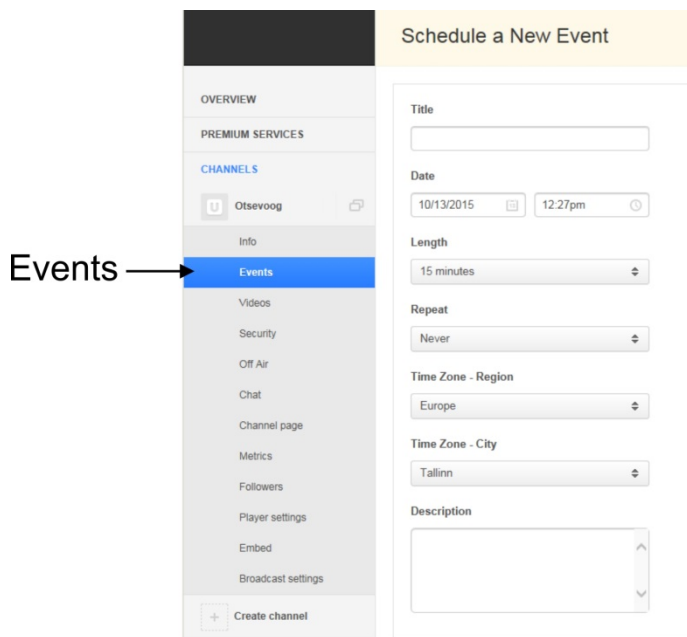 Schedule a New Event
OVERVIEW
PREMIUM SERVICES
CHANNELS
U Otsevoog
Info
Events
Events
Videos
Security
Off Air
Chat
Channel page
Metrics
Followers
Player settings
Embed
Broadcast settings
+ Create channel
Title
Date
10/13/2015 12:27pm
Length
15 minutes
Repeat
Never
Time Zone - Region
Europe
Time Zone - City
Tallinn
Description